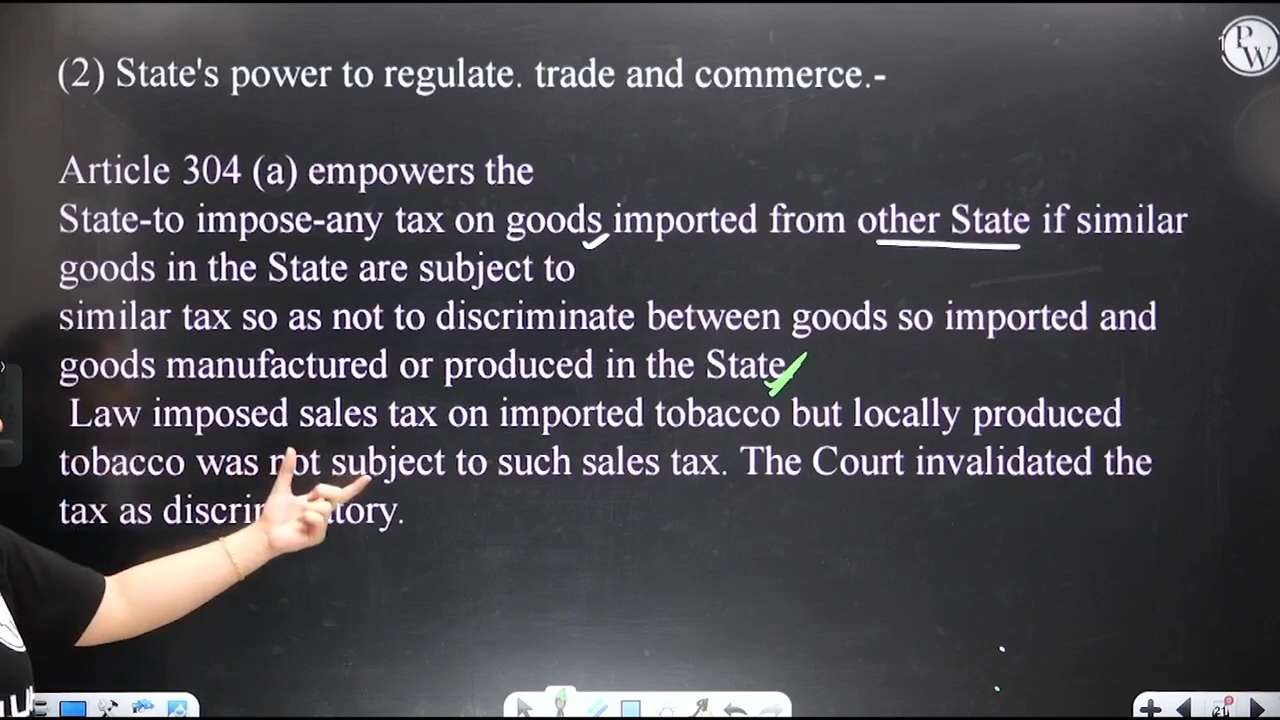 (2) State's power to regulate. trade and commerce.-
Article 304 (a) empowers the
State-to impose-any tax on goods imported from other State if similar
goods in the State are subject to
similar tax so as not to discriminate between goods so imported and
goods manufactured or produced in the State
Law imposed sales tax on imported tobacco but locally produced
tobacco was not subject to such sales tax. The Court invalidated the
tax as
PW
21